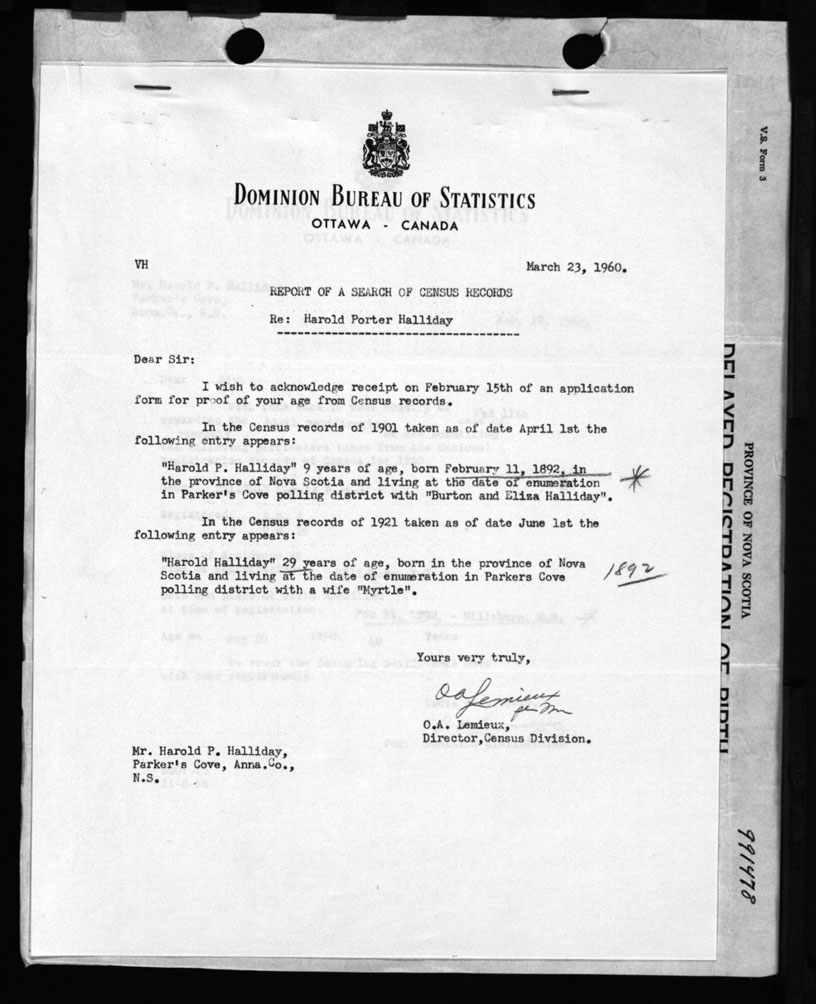 DOMINION BUREAU OF STATISTICS
OTTAWA - CANADA
VH
March 23, 1960.
REPORT OF A SEARCH OF CENSUS RECORDS
Re: Harold Porter Halliday
Dear Sir:
I wish to acknowledge receipt on February 15th of an application
form for proof of your age from Census records.
In the Census records of 1901 taken as of date April 1st the
following entry appears:
"Harold P. Halliday" 9 years of age, born February 11, 1892, in
the province of Nova Scotia and living at the date of enumeration
in Parker's Cove polling district with "Burton and Eliza Halliday".
In the Census records of 1921 taken as of date June 1st the
following entry appears:
"Harold Halliday" 29 years of age, born in the province of Nova
Scotia and living at the date of enumeration in Parkers Cove
polling district with a wife "Myrtle".
1892
Yours very truly,
O A Lemieux
O.A. Lemieux,
Director,Census Division.
Mr. Harold P. Halliday,
Parker's Cove, Anna.Co.,
N.S.
V.S. Form 3
PROVINCE OF NOVA SCOTIA
DELAYED REGISTRATION OF BIRTH
991478